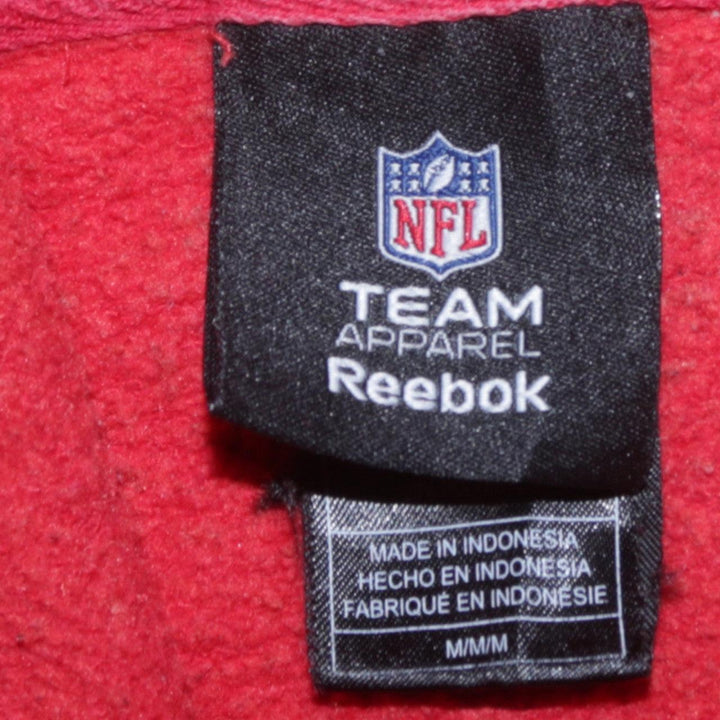 NFL
TEAM
APPAREL
Reebok
MADE IN INDONESIA
HECHO EN INDONESIA
FABRIQUÉ EN INDONÉSIE
M/M/M